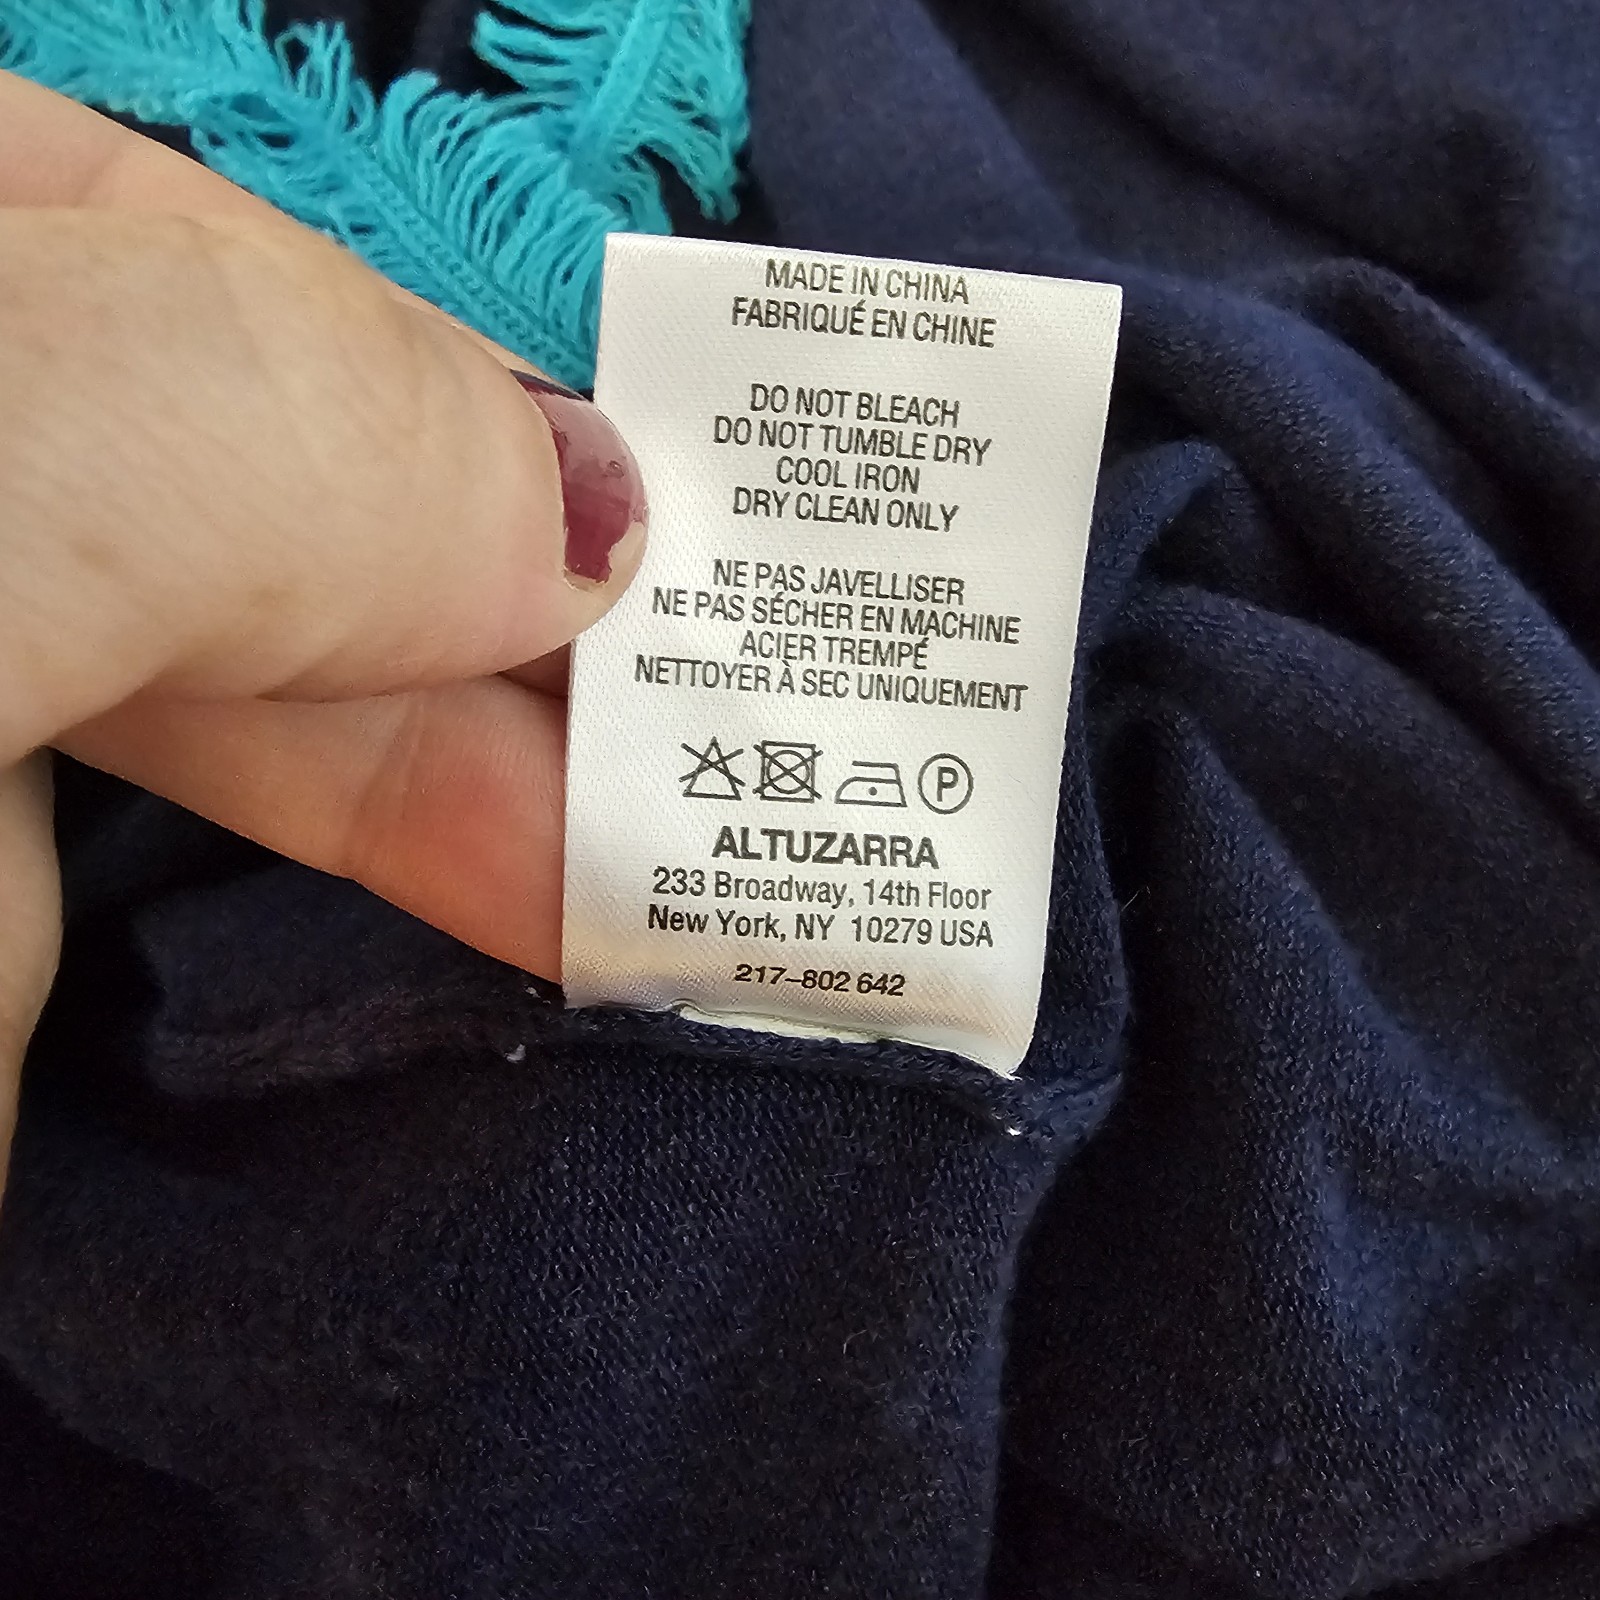 MADE IN CHINA
FABRIQUÉ EN CHINE
DO NOT BLEACH
DO NOT TUMBLE DRY
COOL IRON
DRY CLEAN ONLY
NE PAS JAVELLISER
NE PAS SÉCHER EN MACHINE
ACIER TREMPÉ
NETTOYER À SEC UNIQUEMENT
P
ALTUZARRA
233 Broadway, 14th Floor
New York, NY 10279 USA
217-802 642